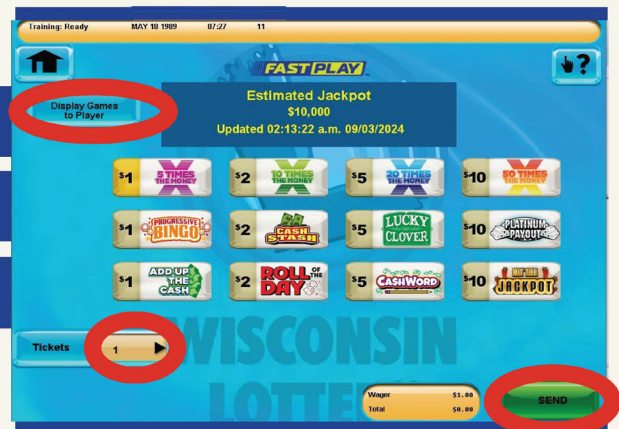 Training: Ready MAY 18 1989 07:27 11
FAST PLAY
?
Display Games
to Player
Estimated Jackpot
$10,000
Updated 02:13:22 a.m. 09/03/2024
$1 5 TIMES THE MONEY
$2 10 TIMES THE MONEY
$5 20 TIMES THE MONEY
$10 50 TIMES THE MONEY
$1 PROGRESSIVE BINGO
$2 CASH STASH
$5 LUCKY CLOVER
$10 PLATINUM PAYOUT
$1 ADD UP THE CASH
$2 ROLL OF THE DAY
$5 CASHWORD
$10 HIT THE JACKPOT
WISCONSIN
Tickets 1
LOTTERY
Wager $1.00
Total $0.00
SEND